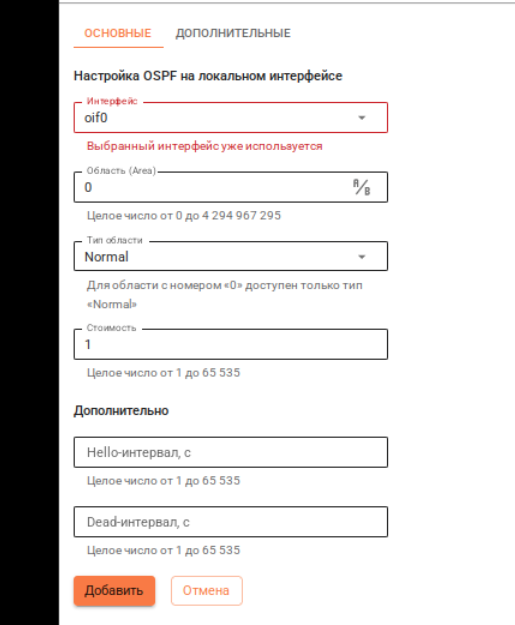 ОСНОВНЫЕ ДОПОЛНИТЕЛЬНЫЕ
Настройка OSPF на локальном интерфейсе
Интерфейс
oif0
Выбранный интерфейс уже используется
Область (Area)
0
A/B
Целое число от 0 до 4 294 967 295
Тип области
Normal
Для области с номером «0» доступен только тип
«Normal»
Стоимость
1
Целое число от 1 до 65 535
Дополнительно
Hello-интервал, с
Целое число от 1 до 65 535
Dead-интервал, с
Целое число от 1 до 65 535
Добавить Отмена